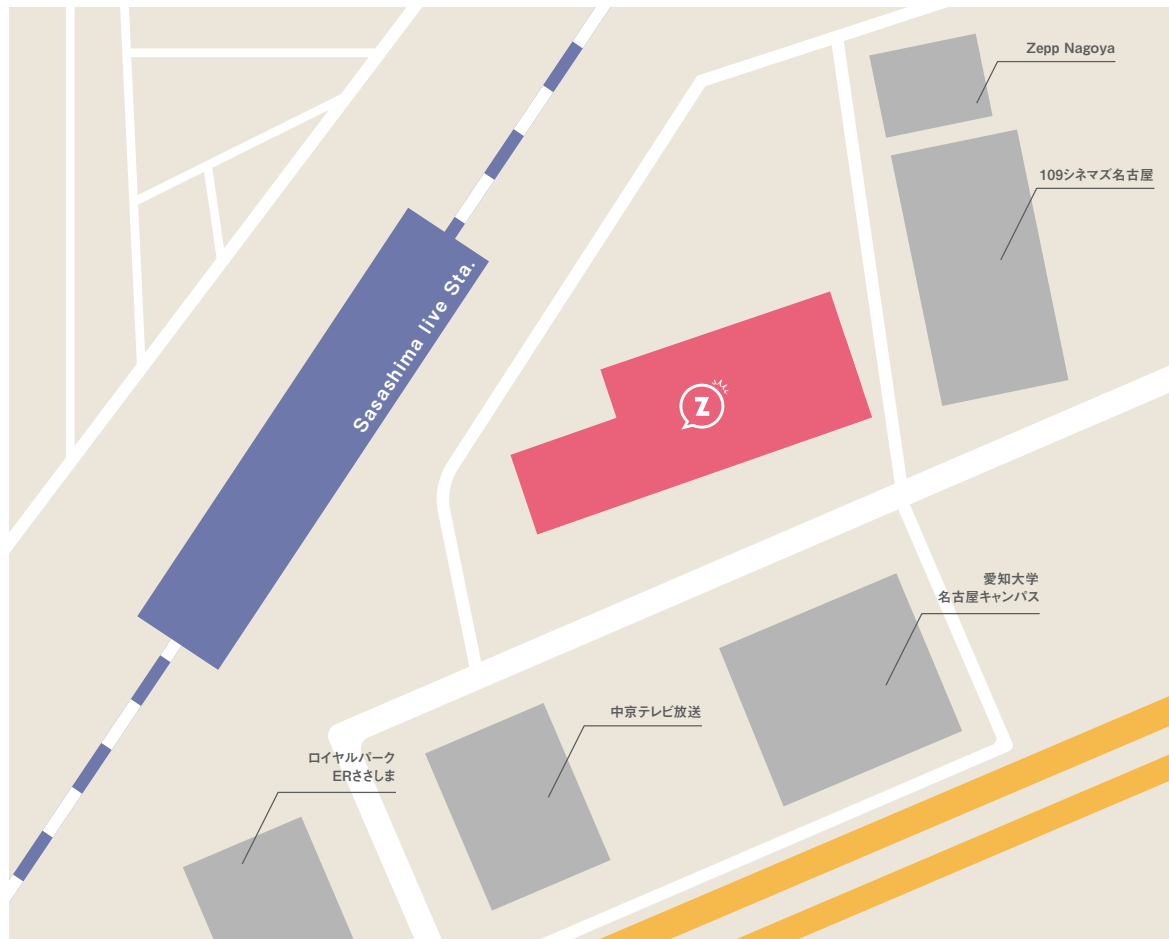 Zepp Nagoya
109シネマズ名古屋
Sasashima live Sta.
Z
愛知大学
名古屋キャンパス
中京テレビ放送
ロイヤルパーク
ERささしま